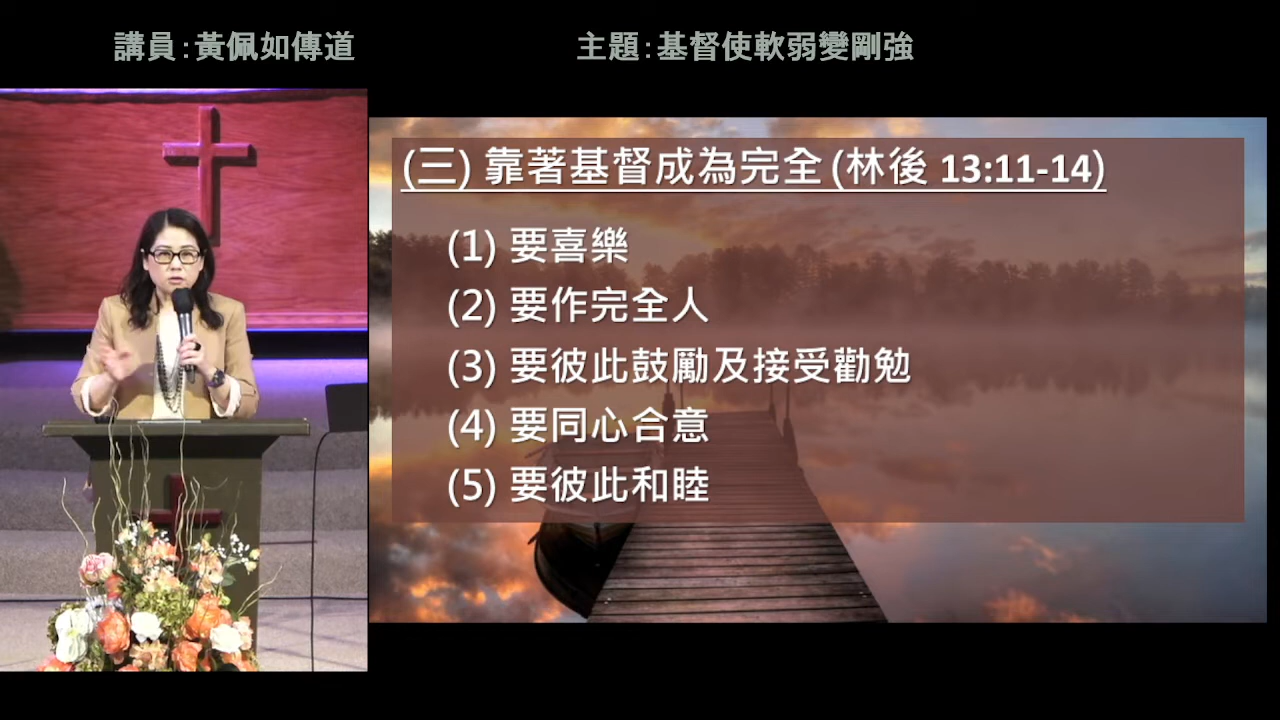 講員:黃佩如傳道
主題:基督使軟弱變剛強
(三) 靠著基督成為完全(林後 13:11-14)
(1) 要喜樂
(2) 要作完全人
(3) 要彼此鼓勵及接受勸勉
(4) 要同心合意
(5) 要彼此和睦